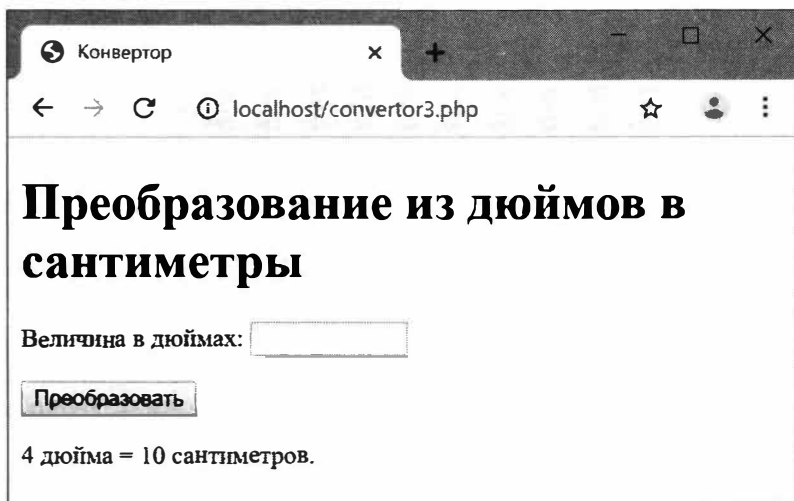 Конвертор
localhost/convertor3.php
Преобразование из дюймов в
сантиметры
Величина в дюймах:
Преобразовать
4 дюйма = 10 сантиметров.